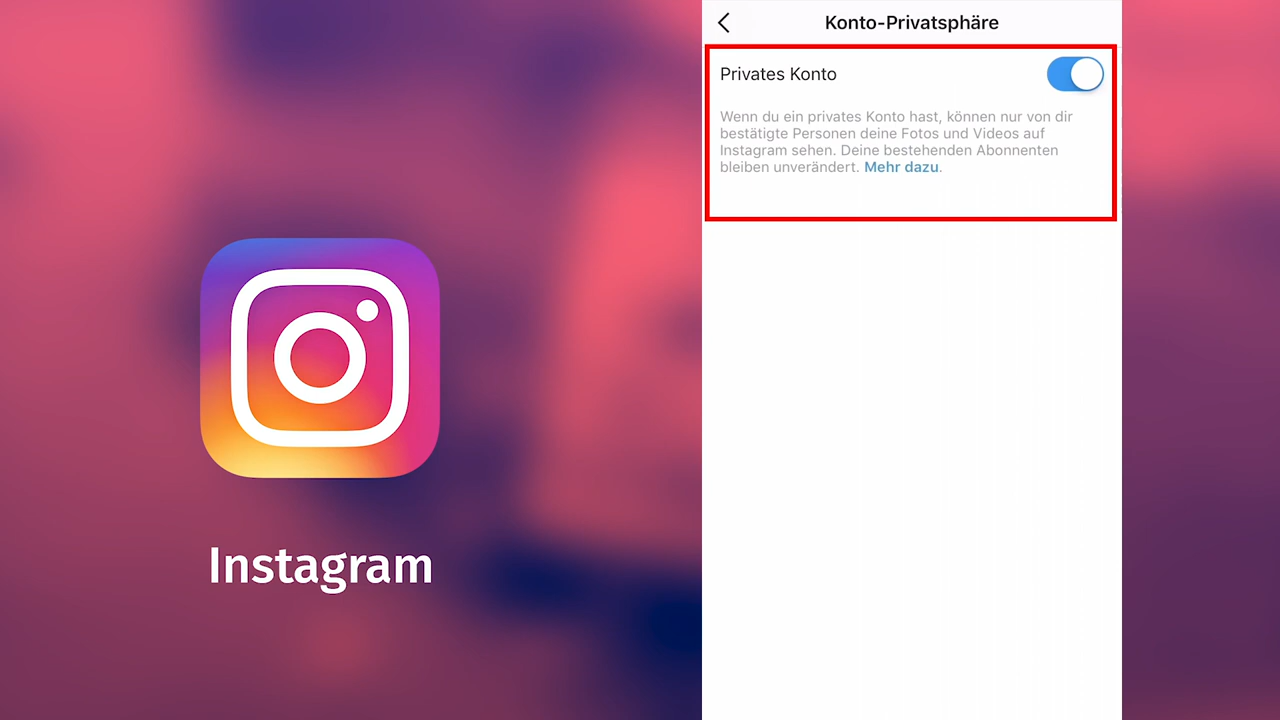 Konto-Privatsphäre
Privates Konto
Wenn du ein privates Konto hast, können nur von dir
bestätigte Personen deine Fotos und Videos auf
Instagram sehen. Deine bestehenden Abonnenten
bleiben unverändert. Mehr dazu.
Instagram